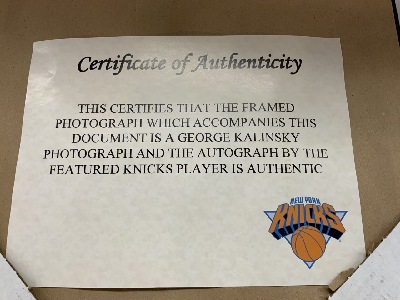 Certificate of Authenticity
THIS CERTIFIES THAT THE FRAMED
PHOTOGRAPH WHICH ACCOMPANIES THIS
DOCUMENT IS A GEORGE KALINSKY
PHOTOGRAPH AND THE AUTOGRAPH BY THE
FEATURED KNICKS PLAYER IS AUTHENTIC
NEW YORK
KNICKS